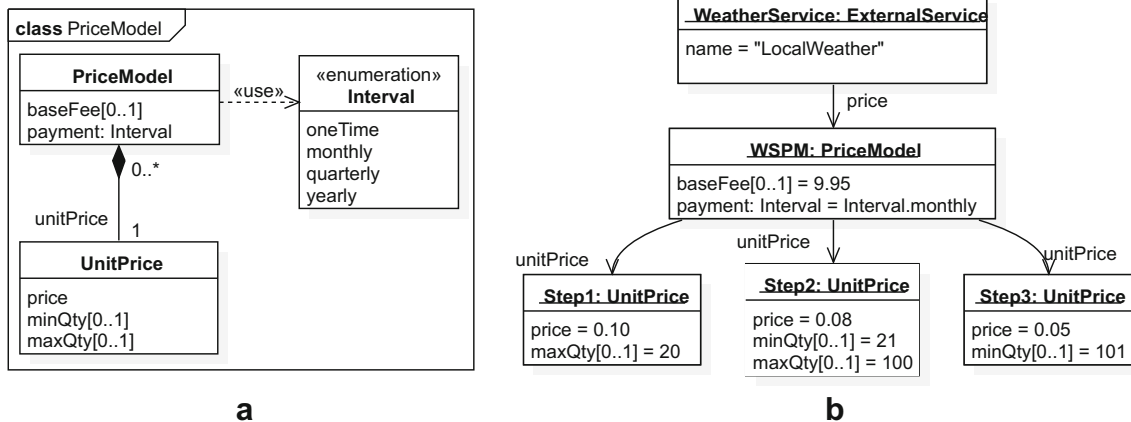 class PriceModel
PriceModel
baseFee[0..1]
payment: Interval
«use»
«enumeration»
Interval
oneTime
monthly
quarterly
yearly
0..*
unitPrice
1
UnitPrice
price
minQty[0..1]
maxQty[0..1]
a
WeatherService: ExternalService
name = "LocalWeather"
price
WSPM: PriceModel
baseFee[0..1] = 9.95
payment: Interval = Interval.monthly
unitPrice
unitPrice
unitPrice
Step1: UnitPrice
price = 0.10
maxQty[0..1] = 20
Step2: UnitPrice
price = 0.08
minQty[0..1] = 21
maxQty[0..1] = 100
Step3: UnitPrice
price = 0.05
minQty[0..1] = 101
b